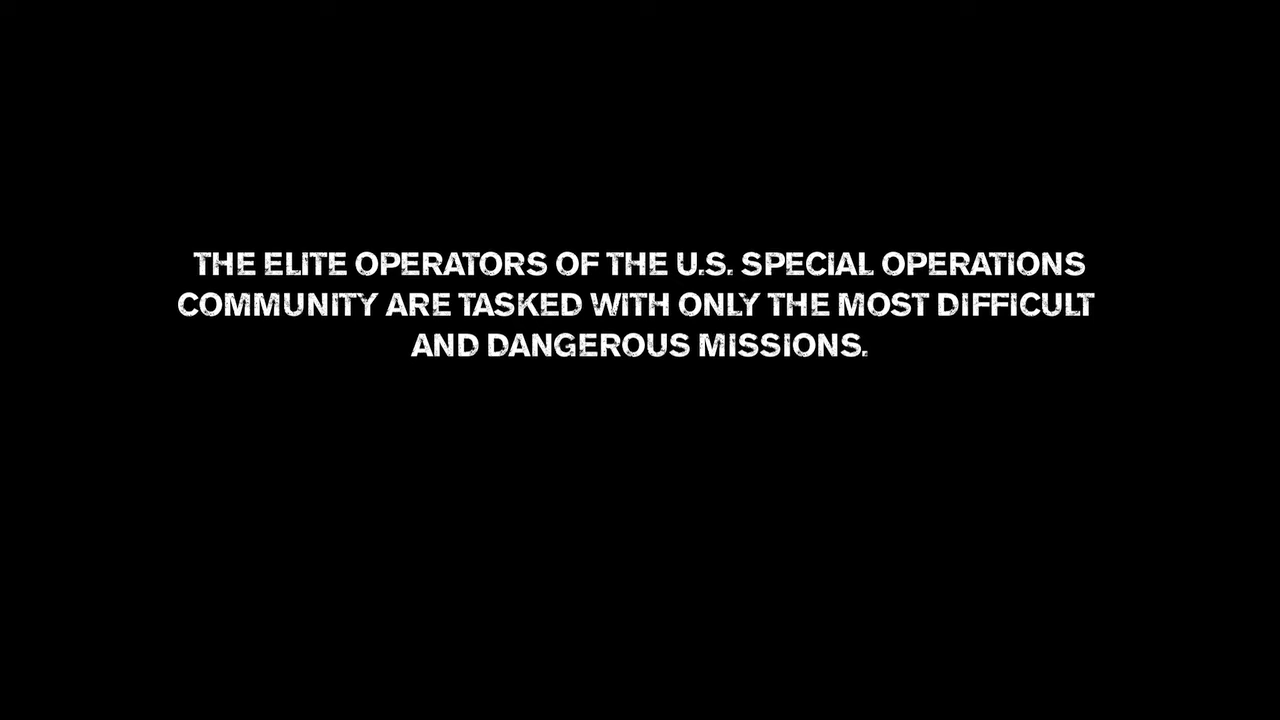 THE ELITE OPERATORS OF THE U.S. SPECIAL OPERATIONS
COMMUNITY ARE TASKED WITH ONLY THE MOST DIFFICULT
AND DANGEROUS MISSIONS.